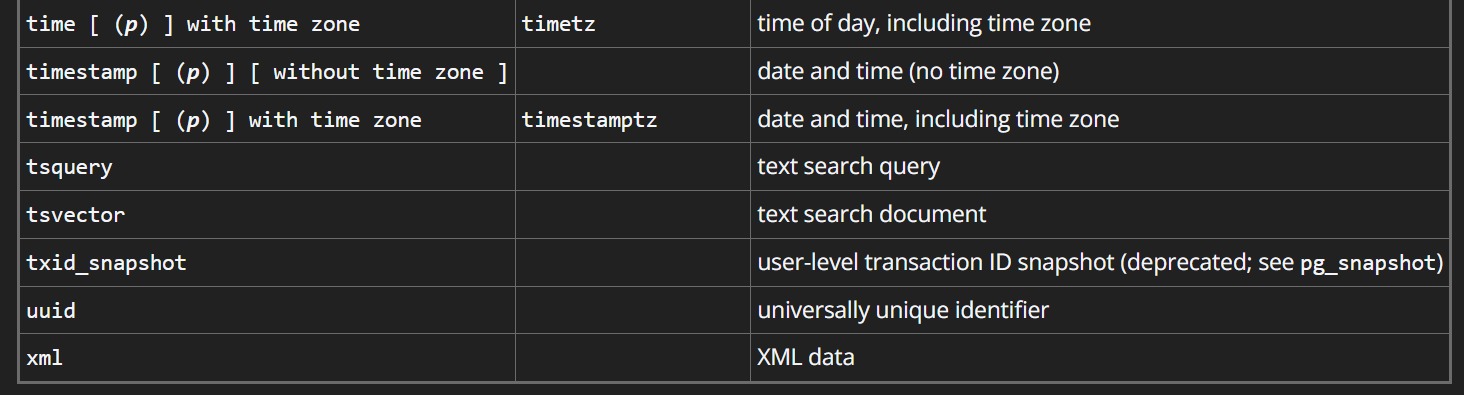 time [ (p) ] with time zone timetz time of day, including time zone
timestamp [ (p) ] [ without time zone ] date and time (no time zone)
timestamp [ (p) ] with time zone timestamptz date and time, including time zone
tsquery text search query
tsvector text search document
txid_snapshot user-level transaction ID snapshot (deprecated; see pg_snapshot)
uuid universally unique identifier
xml XML data